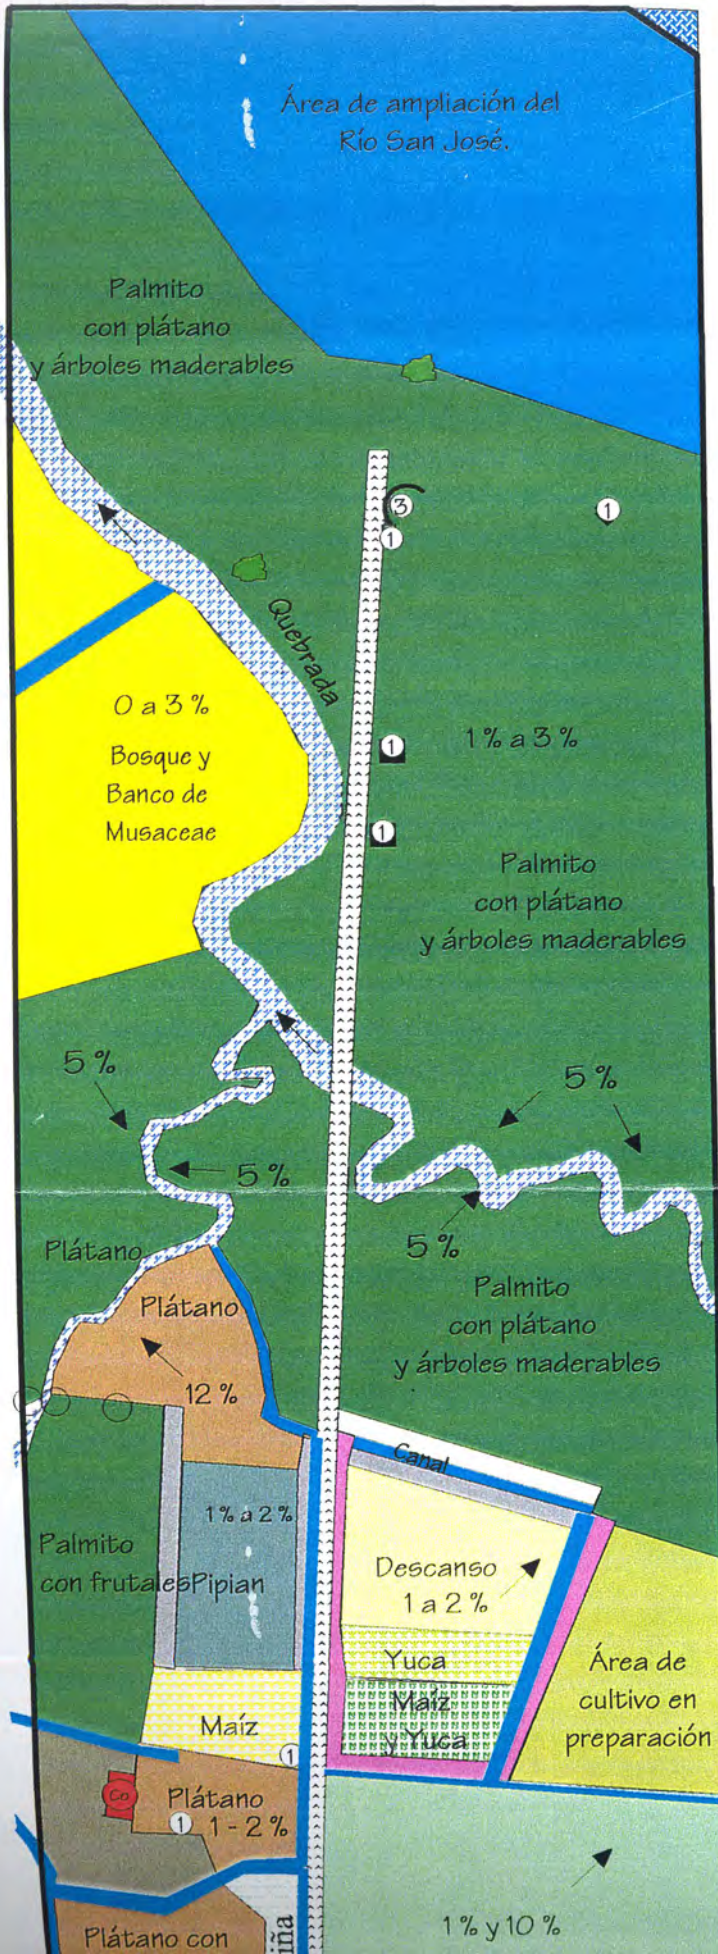 Área de ampliación del
Río San José.
Palmito
con plátano
y árboles maderables
3
1
1
Quebrada
0 a 3 %
Bosque y
Banco de
Musaceae
1
1 % a 3 %
1
Palmito
con plátano
y árboles maderables
5 %
5 %
5 %
5 %
Plátano
Plátano
Palmito
con plátano
y árboles maderables
12 %
Canal
1 % a 2 %
Palmito
con frutales
Pipian
Descanso
1 a 2 %
Yuca
Maíz
y Yuca
Área de
cultivo en
preparación
Maíz
1
Co
Plátano
1
1 - 2 %
1 % y 10 %
Plátano con
iña